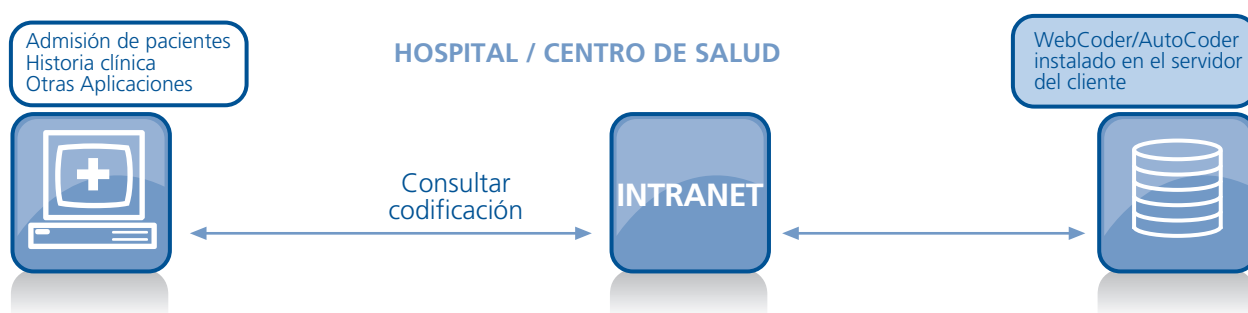 Admisión de pacientes
Historia clínica
Otras Aplicaciones
HOSPITAL / CENTRO DE SALUD
WebCoder/AutoCoder
instalado en el servidor
del cliente
Consultar
codificación
INTRANET